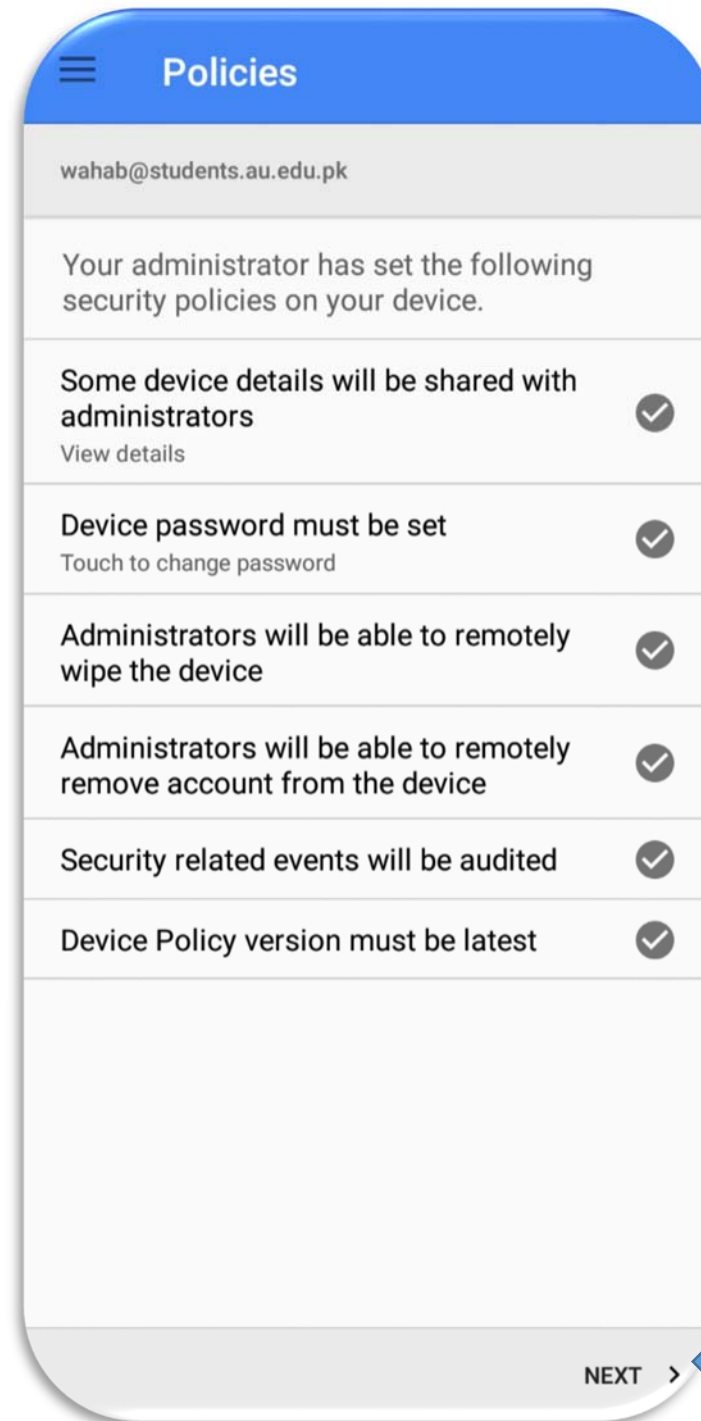 Policies
wahab@students.au.edu.pk
Your administrator has set the following
security policies on your device.
Some device details will be shared with
administrators
View details
Device password must be set
Touch to change password
Administrators will be able to remotely
wipe the device
Administrators will be able to remotely
remove account from the device
Security related events will be audited
Device Policy version must be latest
NEXT